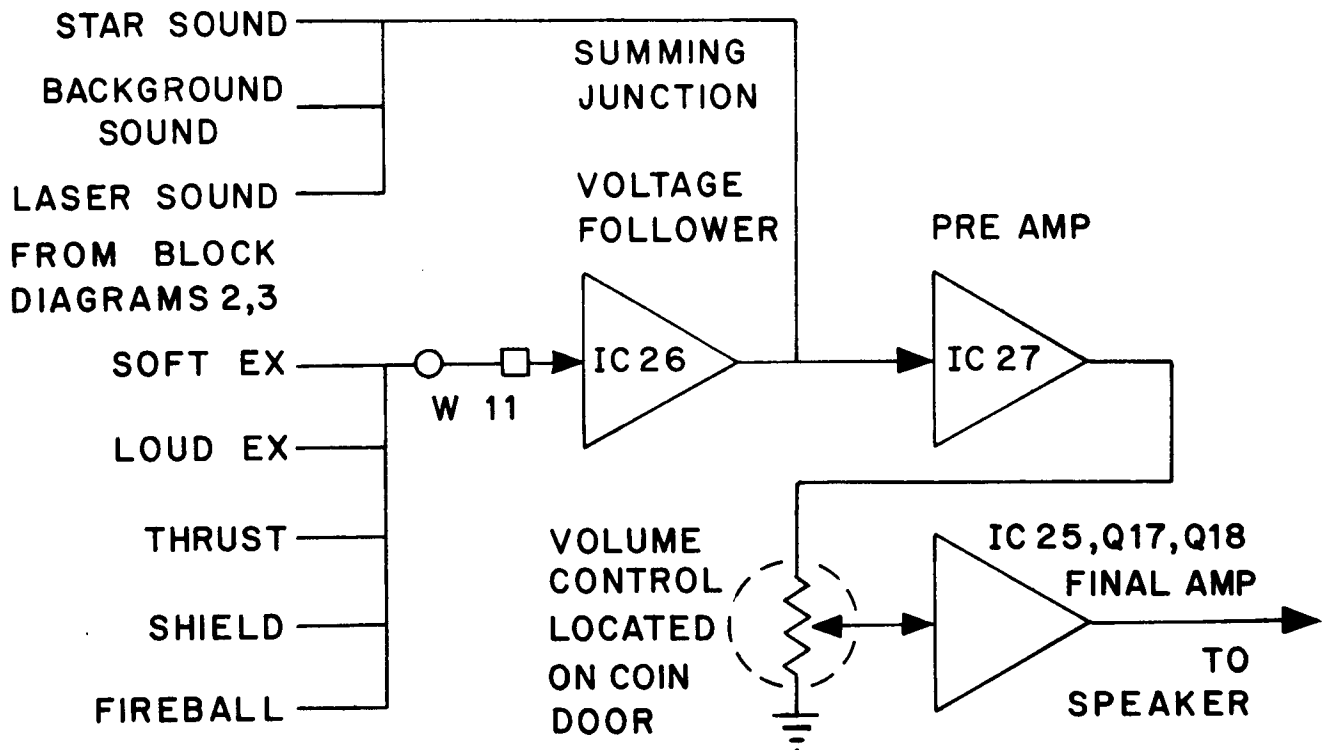 STAR SOUND
BACKGROUND
SOUND
LASER SOUND
FROM BLOCK
DIAGRAMS 2,3
SOFT EX
LOUD EX
THRUST
SHIELD
FIREBALL
W 11
SUMMING
JUNCTION
VOLTAGE
FOLLOWER
IC 26
PRE AMP
IC 27
VOLUME
CONTROL
LOCATED
ON COIN
DOOR
IC 25, Q17, Q18
FINAL AMP
TO
SPEAKER